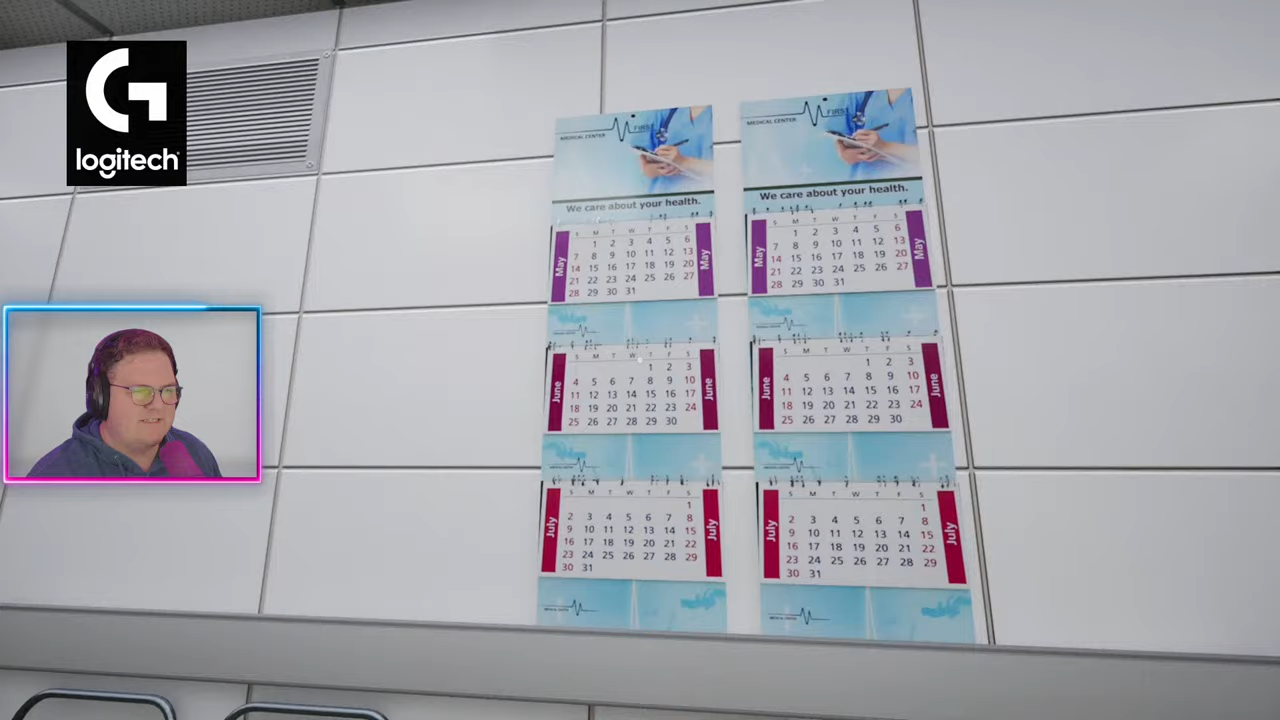 G
logitech
MEDICAL CENTER FIRST
We care about your health.
May
S M T W T F S
1 2 3 4 5 6
7 8 9 10 11 12 13
14 15 16 17 18 19 20
21 22 23 24 25 26 27
28 29 30 31
May
June
S M T W T F S
1 2 3
4 5 6 7 8 9 10
11 12 13 14 15 16 17
18 19 20 21 22 23 24
25 26 27 28 29 30
June
July
S M T W T F S
1
2 3 4 5 6 7 8
9 10 11 12 13 14 15
16 17 18 19 20 21 22
23 24 25 26 27 28 29
30 31
July
MEDICAL CENTER
MEDICAL CENTER FIRST
We care about your health.
May
S M T W T F S
1 2 3 4 5 6
7 8 9 10 11 12 13
14 15 16 17 18 19 20
21 22 23 24 25 26 27
28 29 30 31
May
June
S M T W T F S
1 2 3
4 5 6 7 8 9 10
11 12 13 14 15 16 17
18 19 20 21 22 23 24
25 26 27 28 29 30
June
July
S M T W T F S
1
2 3 4 5 6 7 8
9 10 11 12 13 14 15
16 17 18 19 20 21 22
23 24 25 26 27 28 29
30 31
July
MEDICAL CENTER